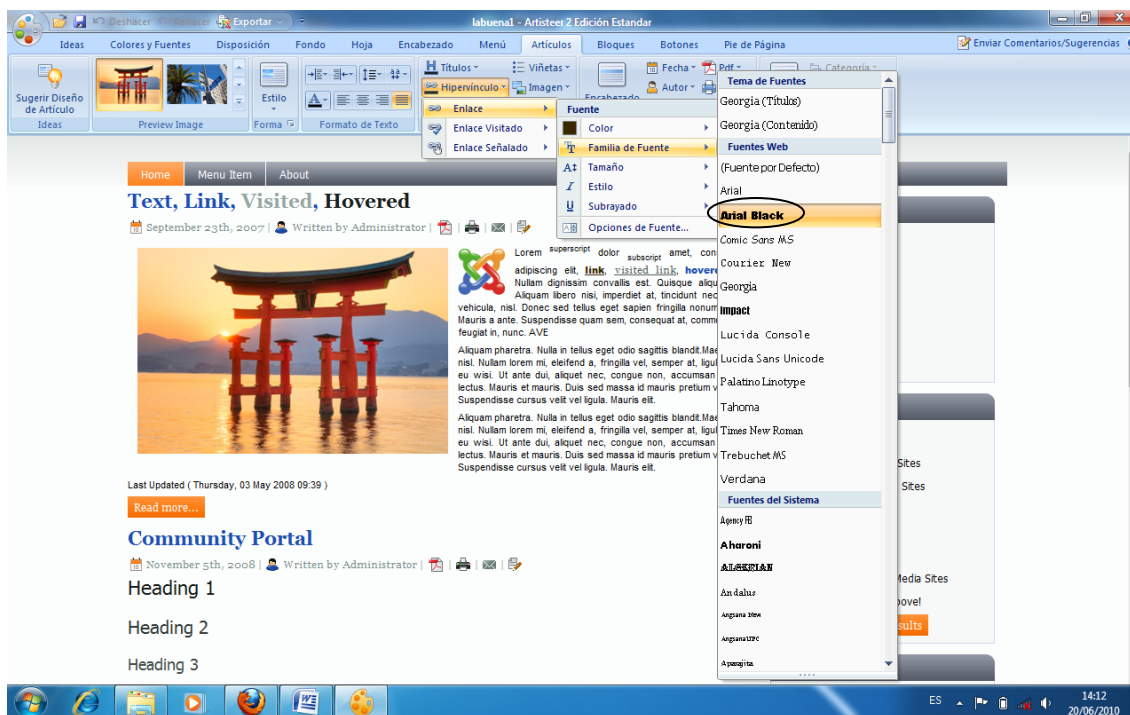 Deshacer Rehacer Exportar
labuena1 - Artisteer 2 Edición Estandar
Ideas Colores y Fuentes Disposición Fondo Hoja Encabezado Menú Artículos Bloques Botones Pie de Página Enviar Comentarios/Sugerencias
Sugerir Diseño de Artículo
Ideas
Preview Image
Estilo
Forma
Formato de Texto
Títulos
Viñetas
Hipervínculo
Imagen
Encabezado
Fecha
Pdf
Autor
Categoría
Enlace
Enlace Visitado
Enlace Señalado
Fuente
Color
Familia de Fuente
Tamaño
Estilo
Subrayado
Opciones de Fuente...
Tema de Fuentes
Georgia (Títulos)
Georgia (Contenido)
Fuentes Web
(Fuente por Defecto)
Arial
Arial Black
Comic Sans MS
Courier New
Georgia
Impact
Lucida Console
Lucida Sans Unicode
Palatino Linotype
Tahoma
Times New Roman
Trebuchet MS
Verdana
Fuentes del Sistema
Agency FB
Aharoni
ALGERIAN
Andalus
Angsana New
AngsanaUPC
Aparajita
Home Menu Item About
Text, Link, Visited, Hovered
September 23th, 2007 | Written by Administrator |
Lorem superscript dolor subscript amet, con
adipiscing elit, link, visited link, hover
Nullam dignissim convallis est. Quisque aliqu
Aliquam libero nisi, imperdiet at, tincidunt nec
vehicula, nisl. Donec sed tellus eget sapien fringilla nonum
Mauris a ante. Suspendisse quam sem, consequat at, comm
feugiat in, nunc. AVE
Aliquam pharetra. Nulla in tellus eget odio sagittis blandit.Mae
nisl. Nullam lorem mi, eleifend a, fringilla vel, semper at, ligul
eu wisi. Ut ante dui, aliquet nec, congue non, accumsan
lectus. Mauris et mauris. Duis sed massa id mauris pretium v
Suspendisse cursus velit vel ligula. Mauris elit.
Aliquam pharetra. Nulla in tellus eget odio sagittis blandit.Mae
nisl. Nullam lorem mi, eleifend a, fringilla vel, semper at, ligul
eu wisi. Ut ante dui, aliquet nec, congue non, accumsan
lectus. Mauris et mauris. Duis sed massa id mauris pretium v
Suspendisse cursus velit vel ligula. Mauris elit.
Last Updated ( Thursday, 03 May 2008 09:39 )
Read more...
Community Portal
November 5th, 2008 | Written by Administrator |
Heading 1
Heading 2
Heading 3
Sites
Sites
Media Sites
bove!
sults
ES
14:12
20/06/2010